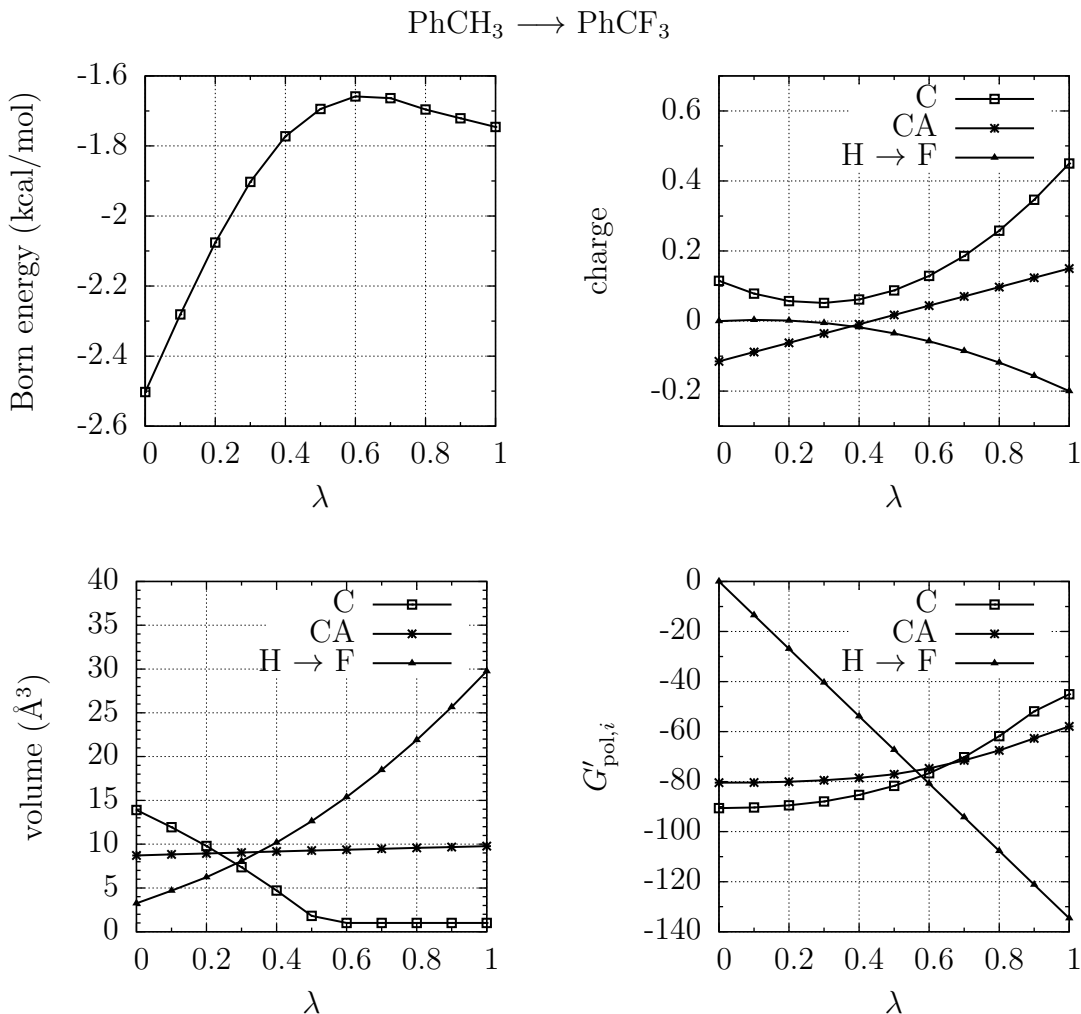 PhCH₃ ⟶ PhCF₃
Born energy (kcal/mol)
-1.6
-1.8
-2
-2.2
-2.4
-2.6
0 0.2 0.4 0.6 0.8 1
λ
charge
0.6
0.4
0.2
0
-0.2
C
CA
H → F
0 0.2 0.4 0.6 0.8 1
λ
volume (Å³)
40
35
30
25
20
15
10
5
0
C
CA
H → F
0 0.2 0.4 0.6 0.8 1
λ
G′pol,i
0
-20
-40
-60
-80
-100
-120
-140
C
CA
H → F
0 0.2 0.4 0.6 0.8 1
λ